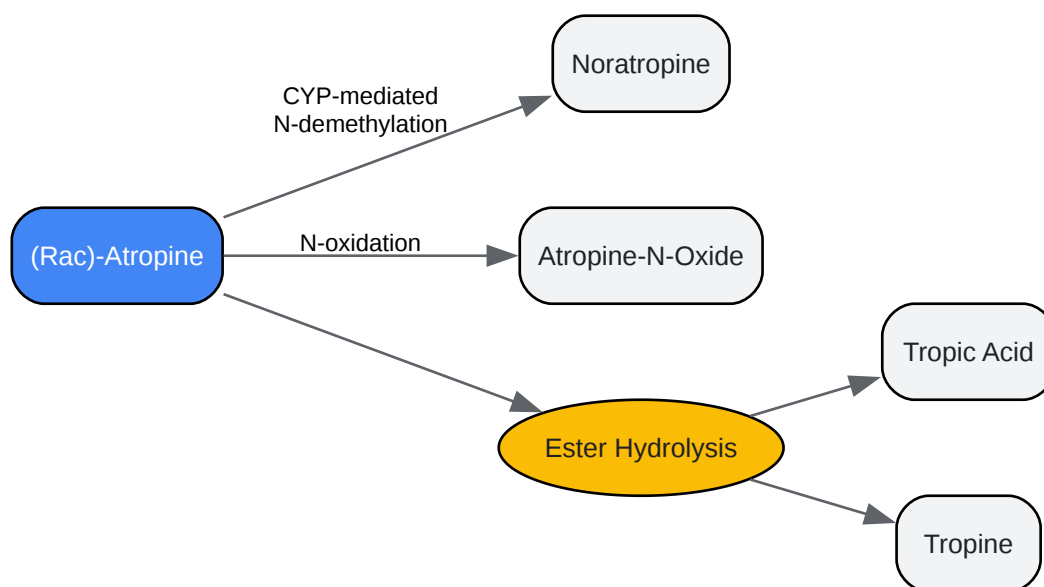 Noratropine
CYP-mediated
N-demethylation
(Rac)-Atropine
N-oxidation
Atropine-N-Oxide
Tropic Acid
Ester Hydrolysis
Tropine